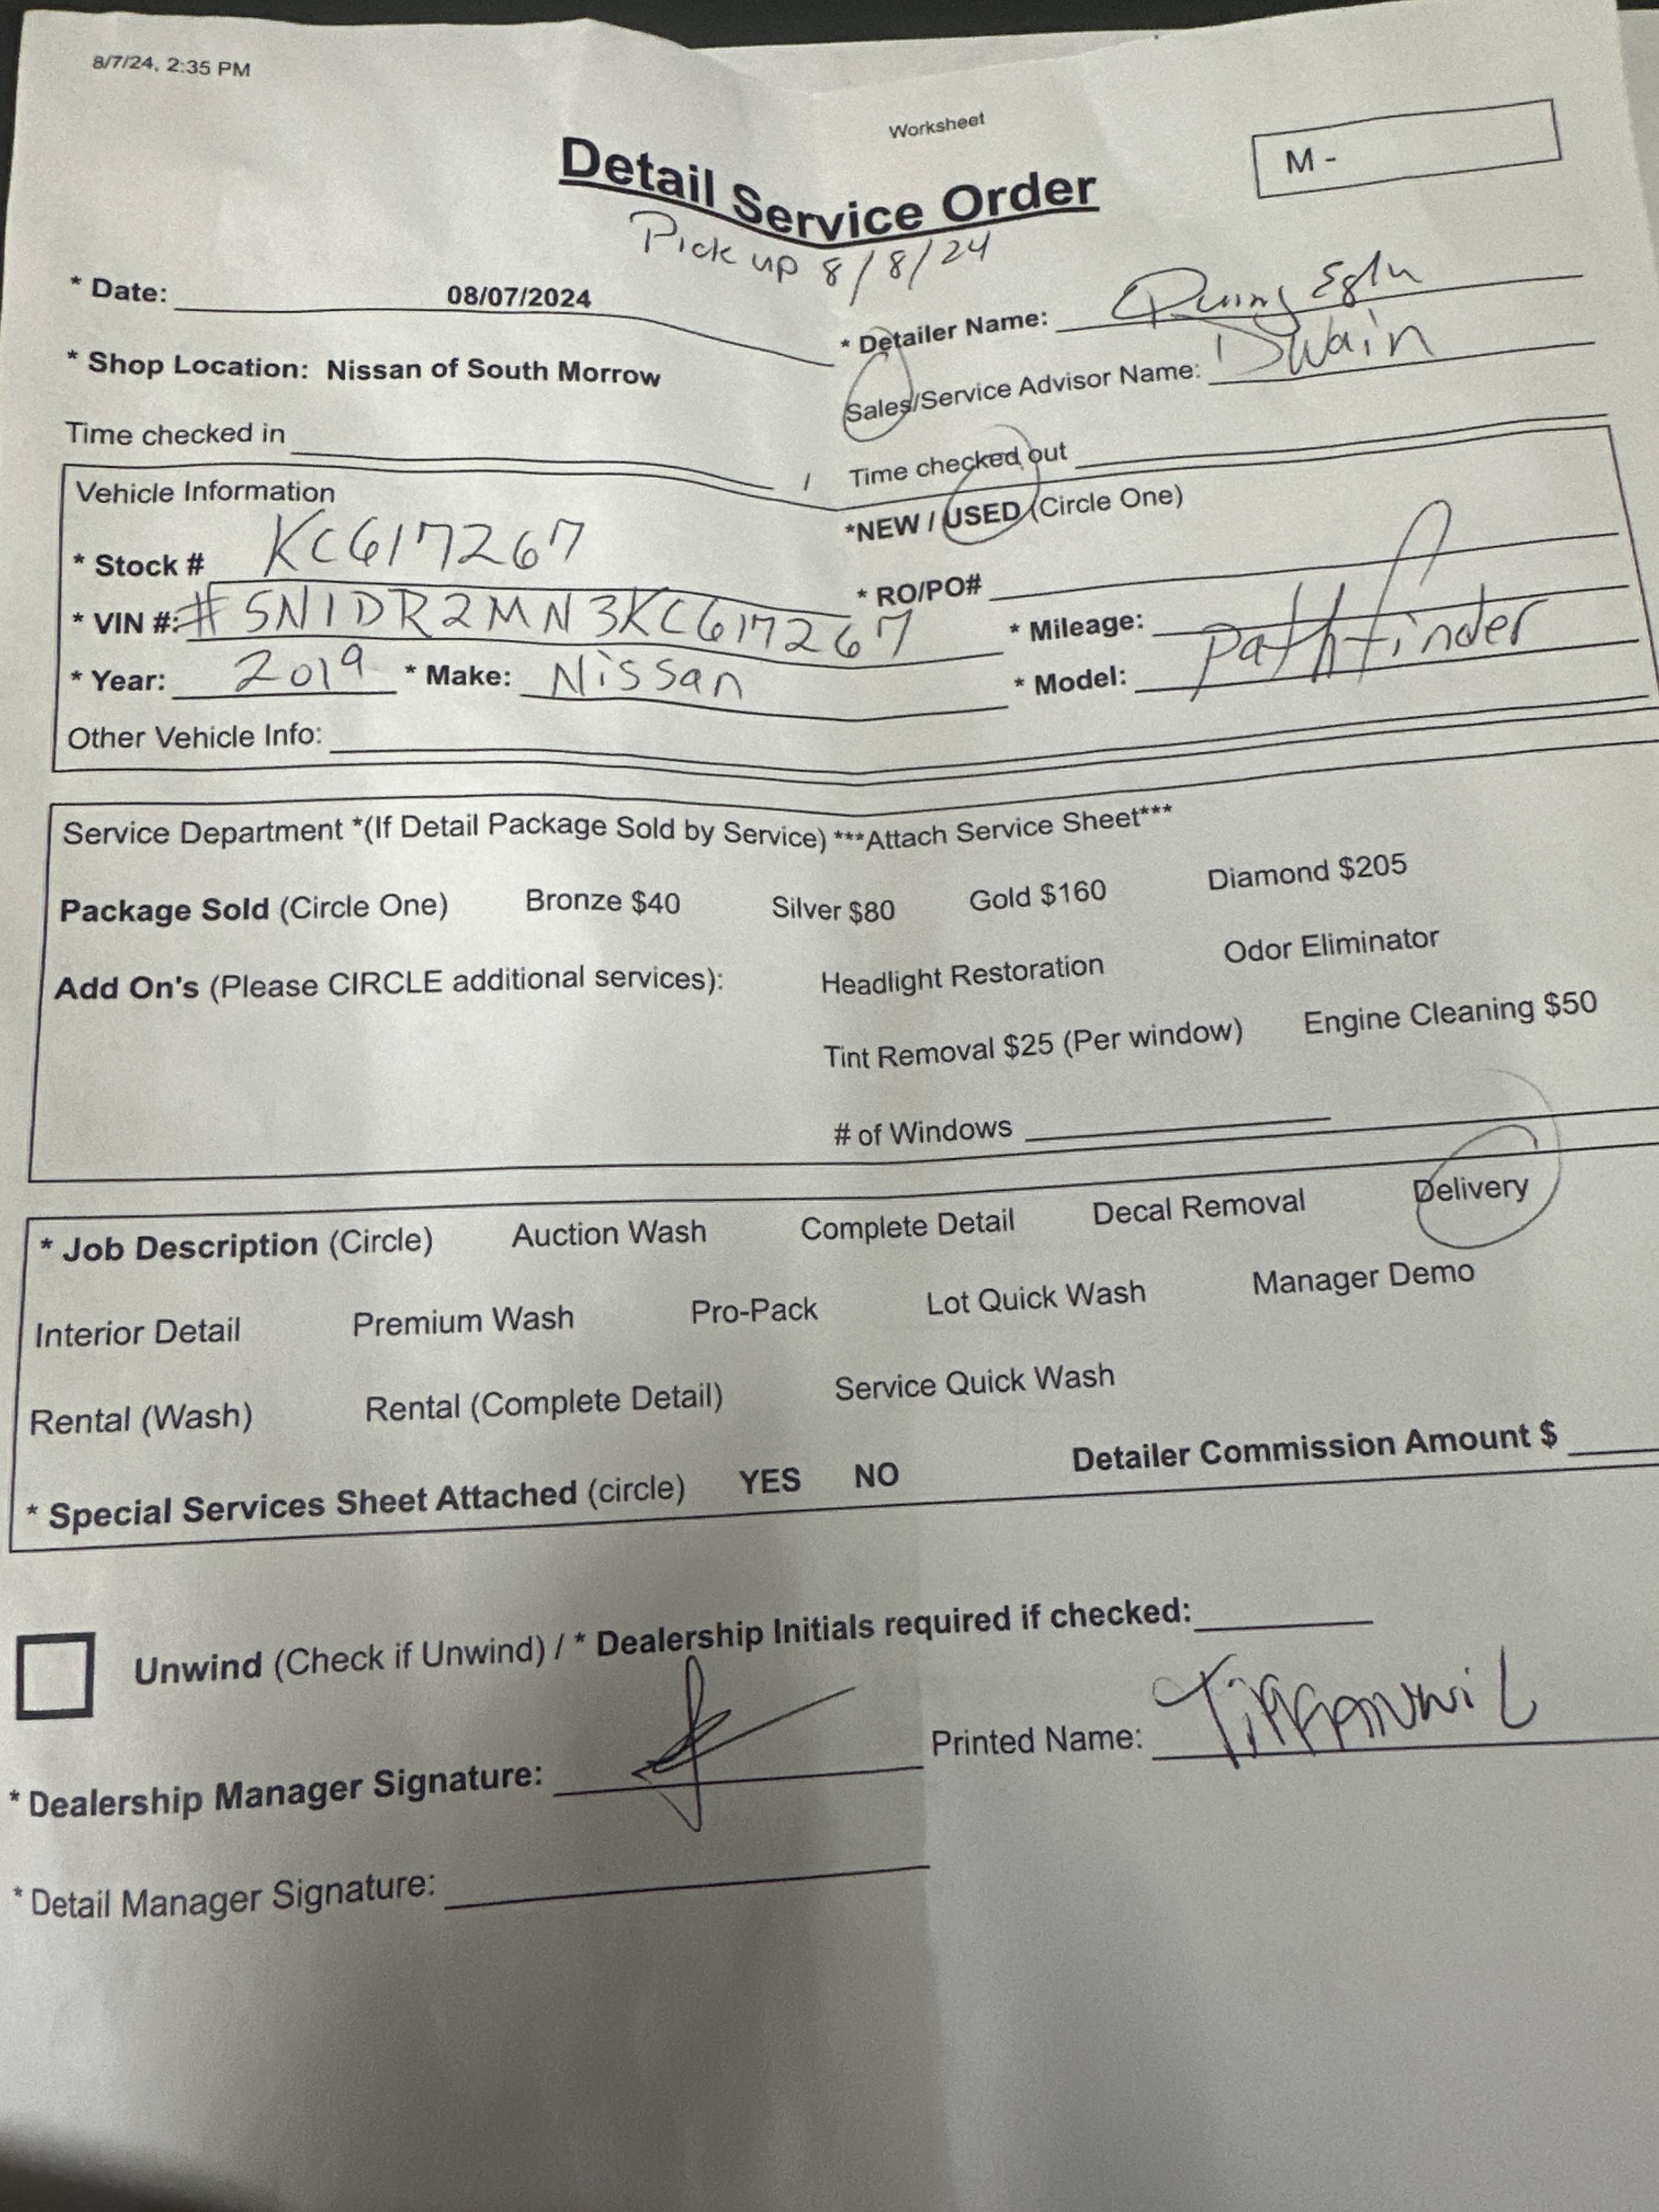 8/7/24, 2:35 PM
Worksheet
M -
Detail Service Order
Pick up 8/8/24
* Date: 08/07/2024
* Detailer Name:
* Shop Location: Nissan of South Morrow
Sales/Service Advisor Name: Dwain
Time checked in
Time checked out
Vehicle Information
*NEW / USED (Circle One)
* Stock # KC617267
* RO/PO#
* VIN #: # 5N1DR2MN3KC617267
* Mileage:
* Year: 2019 * Make: Nissan
* Model: Pathfinder
Other Vehicle Info:
Service Department *(If Detail Package Sold by Service) ***Attach Service Sheet***
Package Sold (Circle One) Bronze $40 Silver $80 Gold $160 Diamond $205
Add On's (Please CIRCLE additional services): Headlight Restoration Odor Eliminator
Tint Removal $25 (Per window) Engine Cleaning $50
# of Windows
* Job Description (Circle) Auction Wash Complete Detail Decal Removal Delivery
Interior Detail Premium Wash Pro-Pack Lot Quick Wash Manager Demo
Rental (Wash) Rental (Complete Detail) Service Quick Wash
* Special Services Sheet Attached (circle) YES NO Detailer Commission Amount $
Unwind (Check if Unwind) / * Dealership Initials required if checked:
* Dealership Manager Signature:
Printed Name:
* Detail Manager Signature: